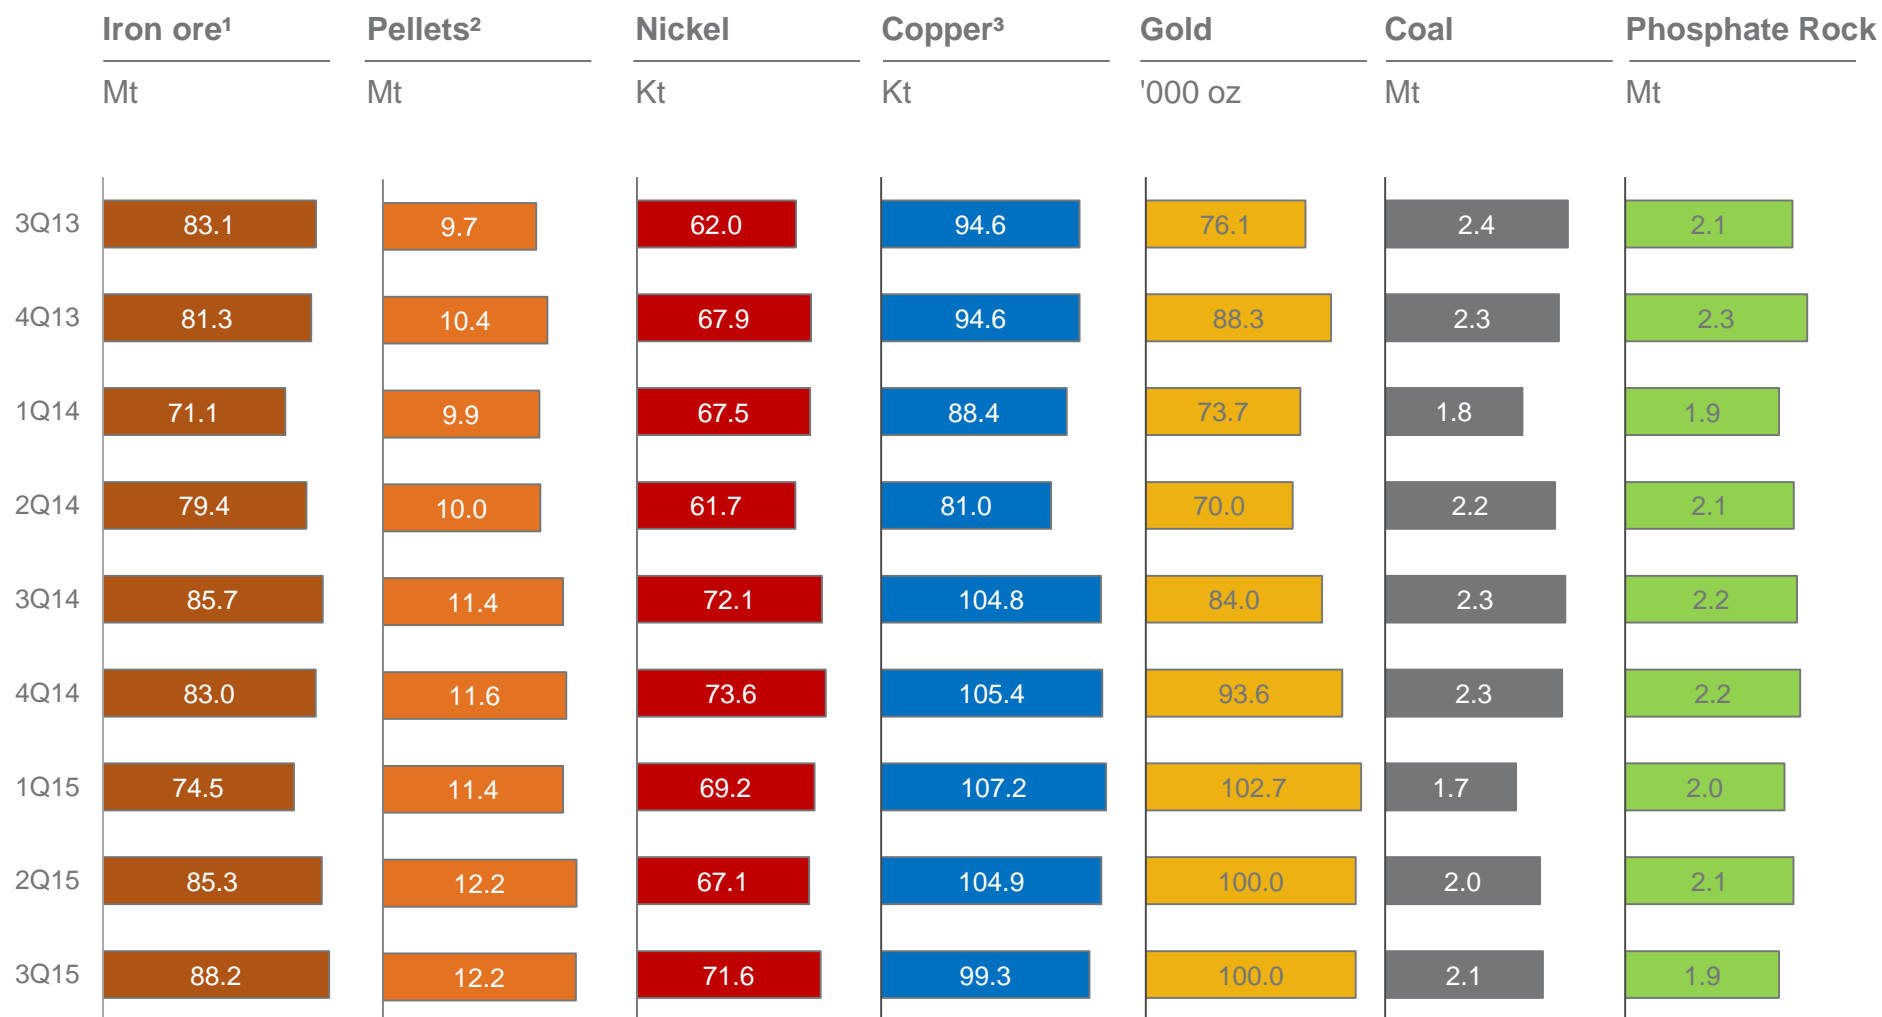 Iron ore¹ Pellets² Nickel Copper³ Gold Coal Phosphate Rock
Mt Mt Kt Kt '000 oz Mt Mt
3Q13 83.1 9.7 62.0 94.6 76.1 2.4 2.1
4Q13 81.3 10.4 67.9 94.6 88.3 2.3 2.3
1Q14 71.1 9.9 67.5 88.4 73.7 1.8 1.9
2Q14 79.4 10.0 61.7 81.0 70.0 2.2 2.1
3Q14 85.7 11.4 72.1 104.8 84.0 2.3 2.2
4Q14 83.0 11.6 73.6 105.4 93.6 2.3 2.2
1Q15 74.5 11.4 69.2 107.2 102.7 1.7 2.0
2Q15 85.3 12.2 67.1 104.9 100.0 2.0 2.1
3Q15 88.2 12.2 71.6 99.3 100.0 2.1 1.9